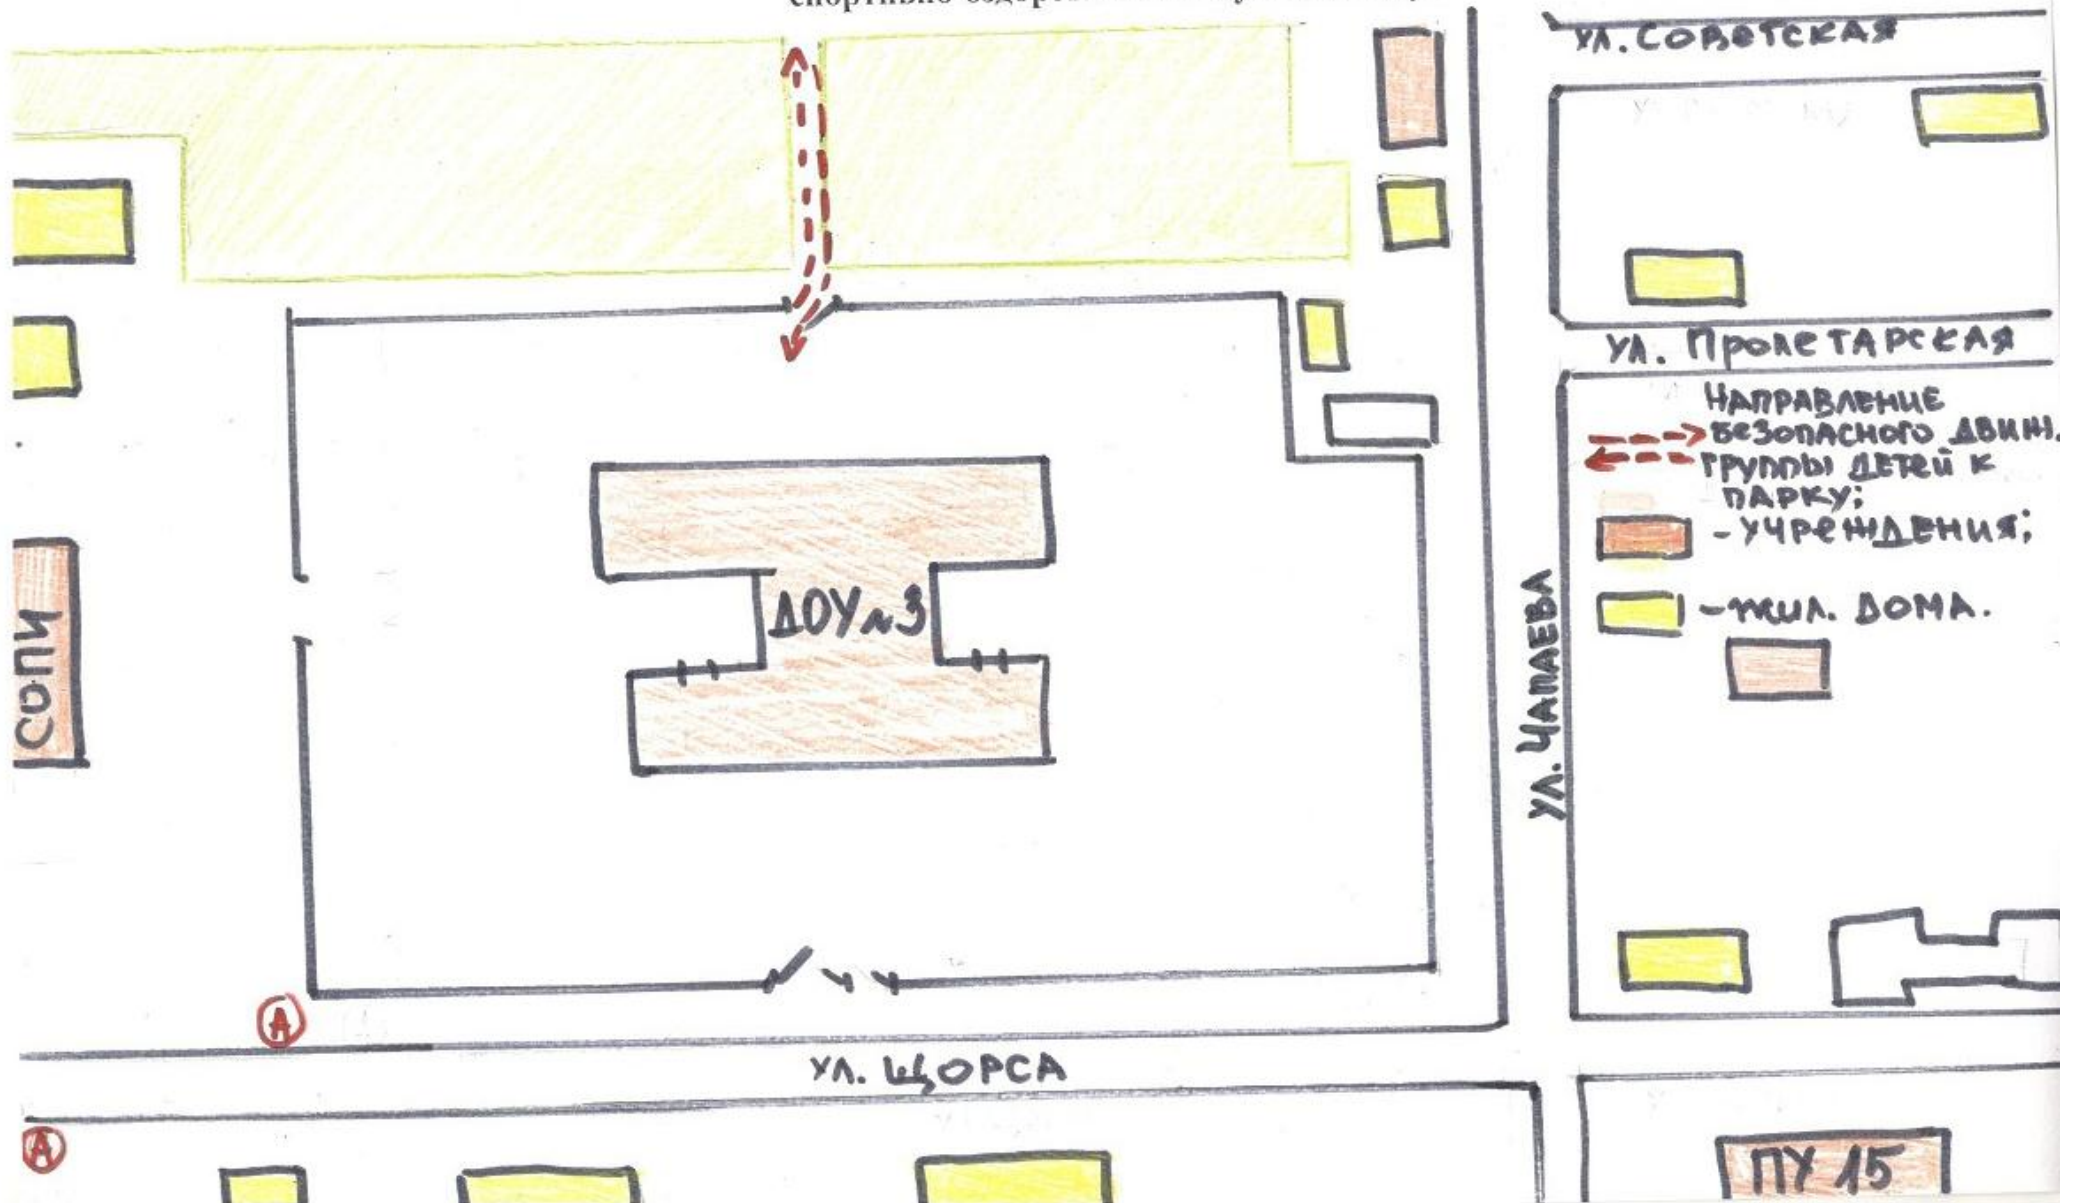 ул. Советская
ул. Пролетарская
Направление
безопасного движ.
группы детей к
парку;
- учреждения;
- жил. дома.
ДОУ №3
СОПИ
ул. Чапаева
А
ул. Щорса
А
ПУ 15